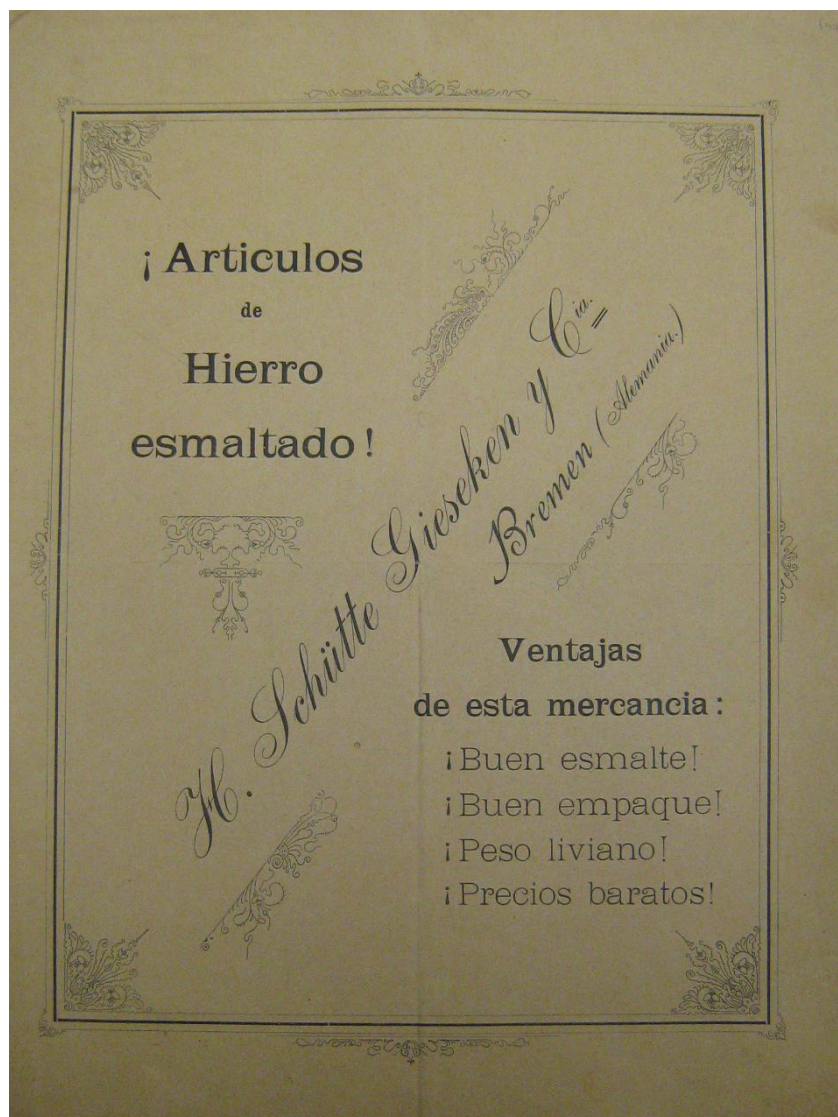 ¡Articulos
de
Hierro
esmaltado!
H. Schütte Gieseken y Cia.
Bremen (Alemania.)
Ventajas
de esta mercancia:
¡Buen esmalte!
¡Buen empaque!
¡Peso liviano!
¡Precios baratos!